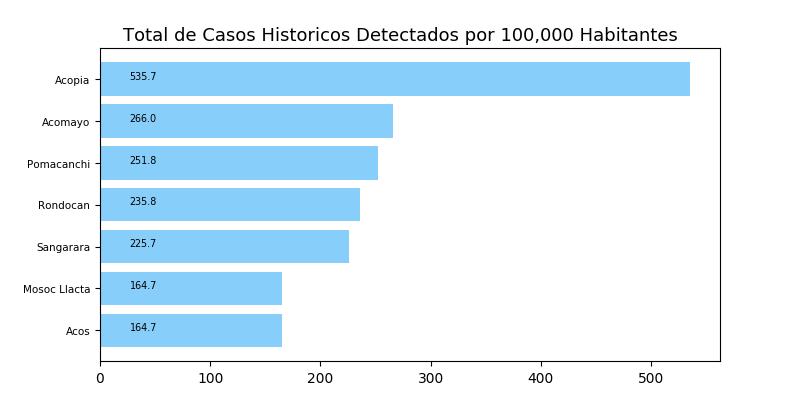 Total de Casos Historicos Detectados por 100,000 Habitantes
Acopia 535.7
Acomayo 266.0
Pomacanchi 251.8
Rondocan 235.8
Sangarara 225.7
Mosoc Llacta 164.7
Acos 164.7
0 100 200 300 400 500